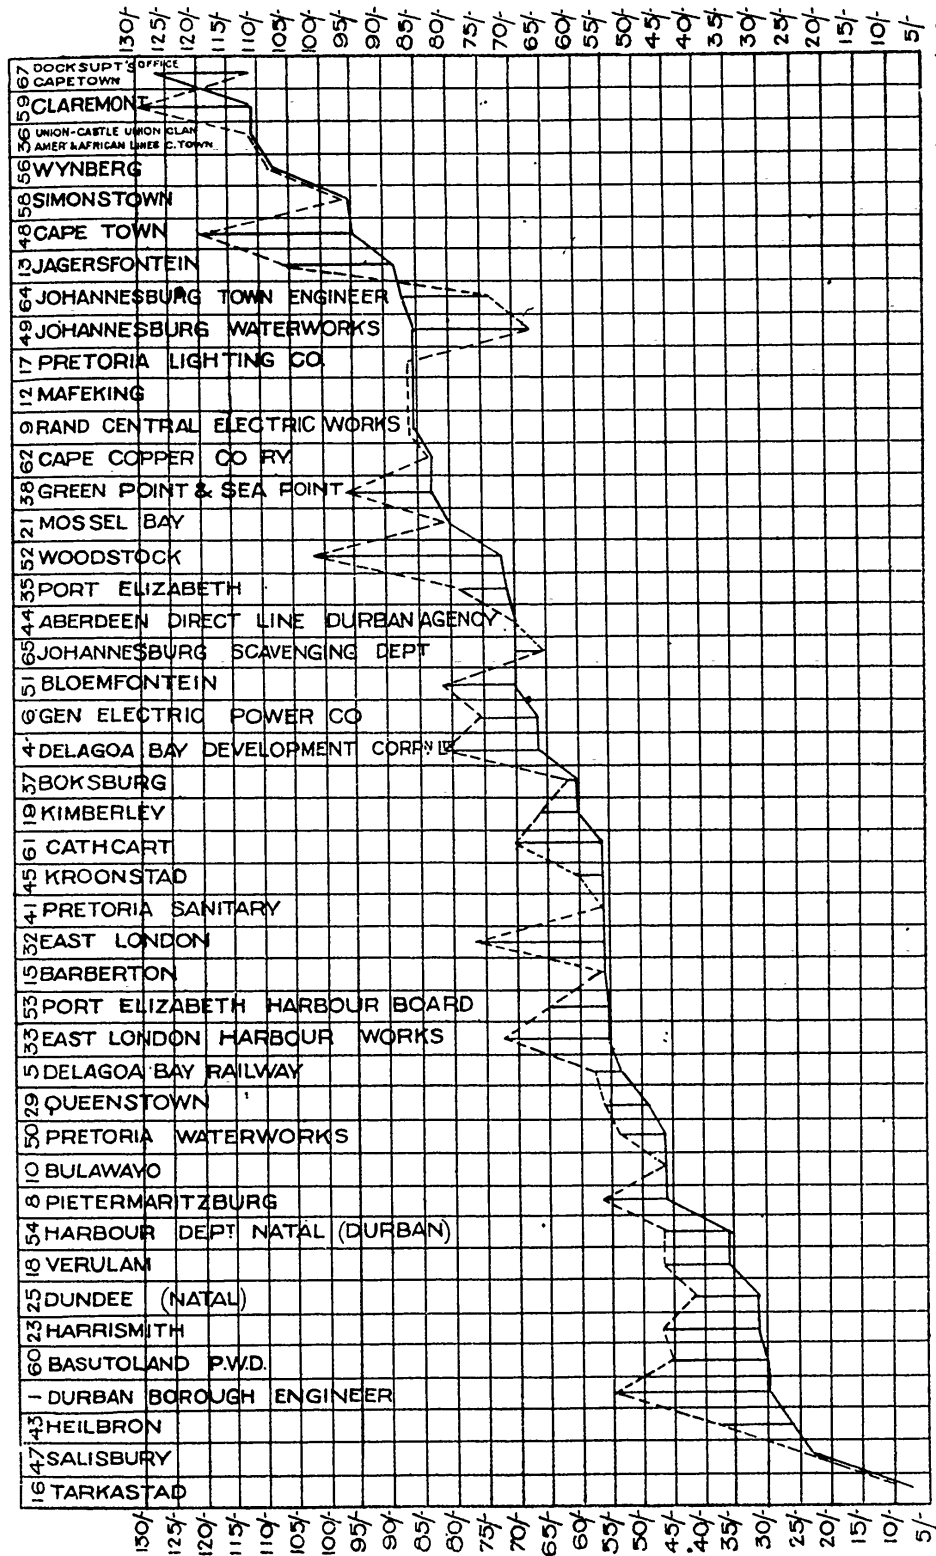 130/- 125/- 120/- 115/- 110/- 105/- 100/- 95/- 90/- 85/- 80/- 75/- 70/- 65/- 60/- 55/- 50/- 45/- 40/- 35/- 30/- 25/- 20/- 15/- 10/- 5/-
67 DOCK SUPT'S OFFICE
CAPETOWN
59 CLAREMONT
36 UNION-CASTLE UNION CLAN
AMER & AFRICAN LINES C. TOWN
56 WYNBERG
58 SIMONSTOWN
48 CAPE TOWN
13 JAGERSFONTEIN
64 JOHANNESBURG TOWN ENGINEER
49 JOHANNESBURG WATERWORKS
17 PRETORIA LIGHTING CO.
12 MAFEKING
9 RAND CENTRAL ELECTRIC WORKS
62 CAPE COPPER CO RY.
38 GREEN POINT & SEA POINT
21 MOSSEL BAY
52 WOODSTOCK
35 PORT ELIZABETH
44 ABERDEEN DIRECT LINE DURBAN AGENCY
65 JOHANNESBURG SCAVENGING DEPT
51 BLOEMFONTEIN
6 GEN ELECTRIC POWER CO
4 DELAGOA BAY DEVELOPMENT CORPN LTD
37 BOKSBURG
19 KIMBERLEY
61 CATHCART
45 KROONSTAD
41 PRETORIA SANITARY
32 EAST LONDON
15 BARBERTON
53 PORT ELIZABETH HARBOUR BOARD
33 EAST LONDON HARBOUR WORKS
5 DELAGOA BAY RAILWAY
29 QUEENSTOWN
50 PRETORIA WATERWORKS
10 BULAWAYO
8 PIETERMARITZBURG
54 HARBOUR DEPT NATAL (DURBAN)
18 VERULAM
25 DUNDEE (NATAL)
23 HARRISMITH
60 BASUTOLAND P.W.D.
1 DURBAN BOROUGH ENGINEER
43 HEILBRON
47 SALISBURY
16 TARKASTAD
130/- 125/- 120/- 115/- 110/- 105/- 100/- 95/- 90/- 85/- 80/- 75/- 70/- 65/- 60/- 55/- 50/- 45/- 40/- 35/- 30/- 25/- 20/- 15/- 10/- 5/-